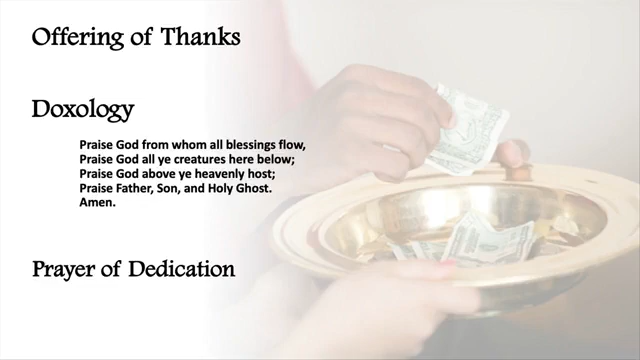 Offering of Thanks
Doxology
Praise God from whom all blessings flow,
Praise God all ye creatures here below;
Praise God above ye heavenly host;
Praise Father, Son, and Holy Ghost.
Amen.
Prayer of Dedication